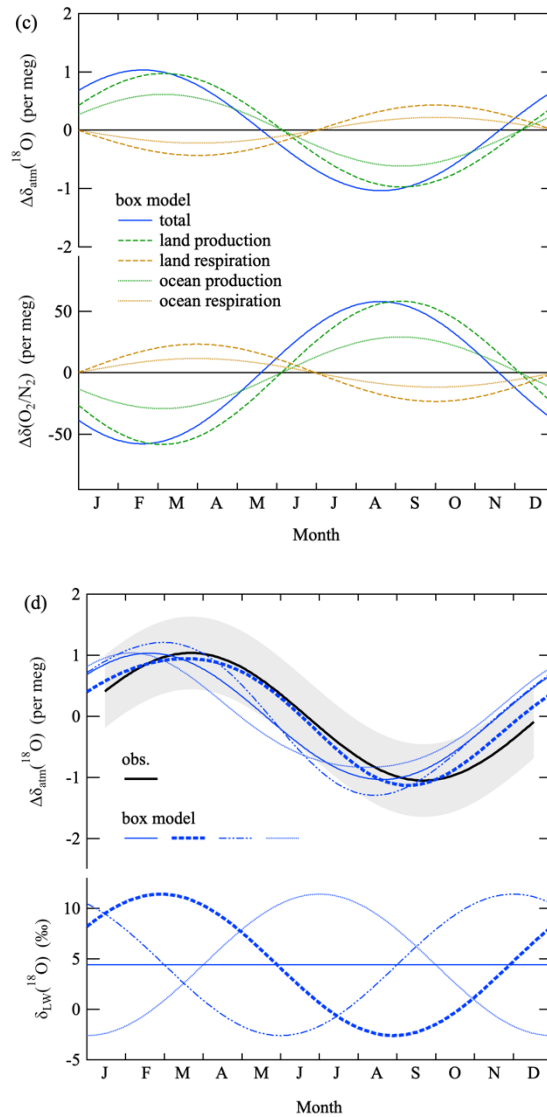 (c)
2
1
0
-1
-2
Δδatm(18O) (per meg)
box model
total
land production
land respiration
ocean production
ocean respiration
50
0
-50
Δδ(O2/N2) (per meg)
J F M A M J J A S O N D
Month
(d)
2
1
0
-1
-2
Δδatm(18O) (per meg)
obs.
box model
10
5
0
-5
δLW(18O) (‰)
J F M A M J J A S O N D
Month